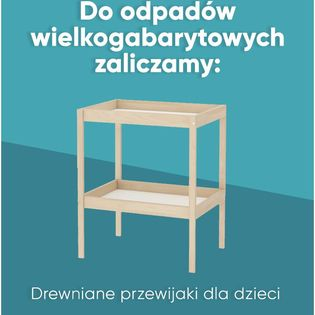 Do odpadów
wielkogabarytowych
zaliczamy:
Drewniane przewijaki dla dzieci